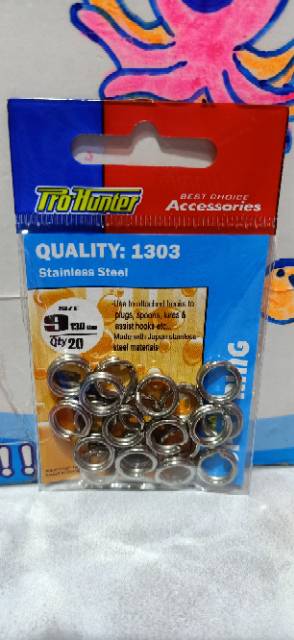 Pro Hunter
BEST CHOICE
Accessories
QUALITY: 1303
Stainless Steel
9 130
Qty 20
Use to attached hooks to
plugs, spoons, lures &
assist hooks etc...
Made with Japan stainless
steel materials
RING
!!